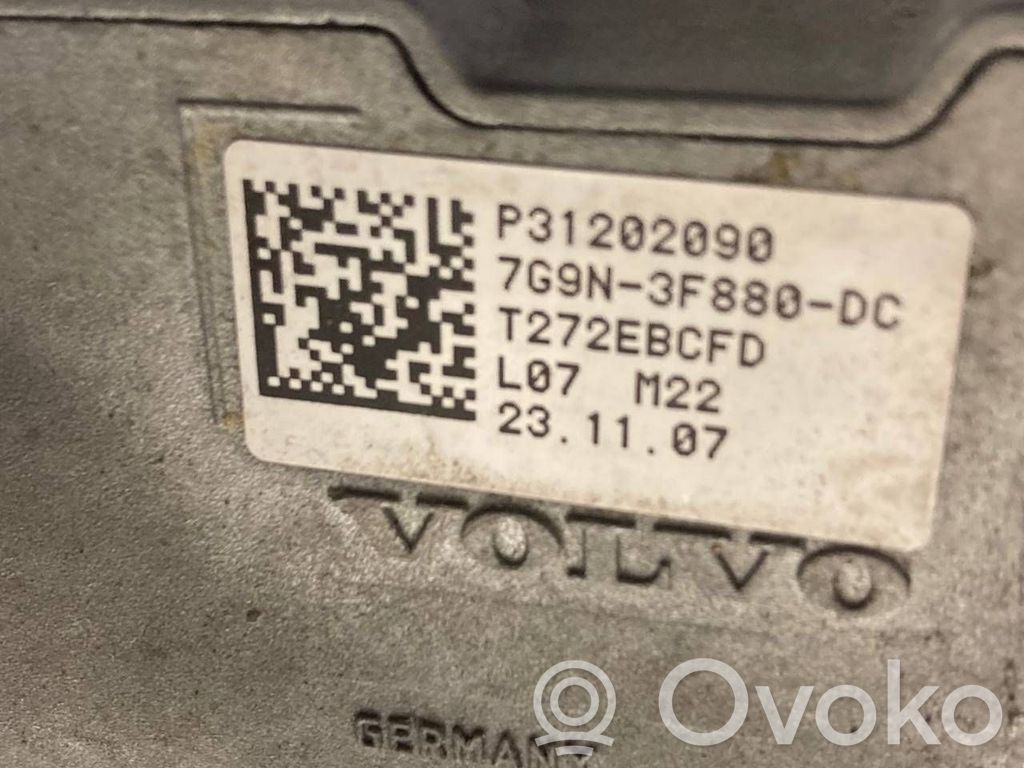 P31202090
7G9N-3F880-DC
T272EBCFD
L07 M22
23.11.07
VOLVO
GERMANY
Ovoko